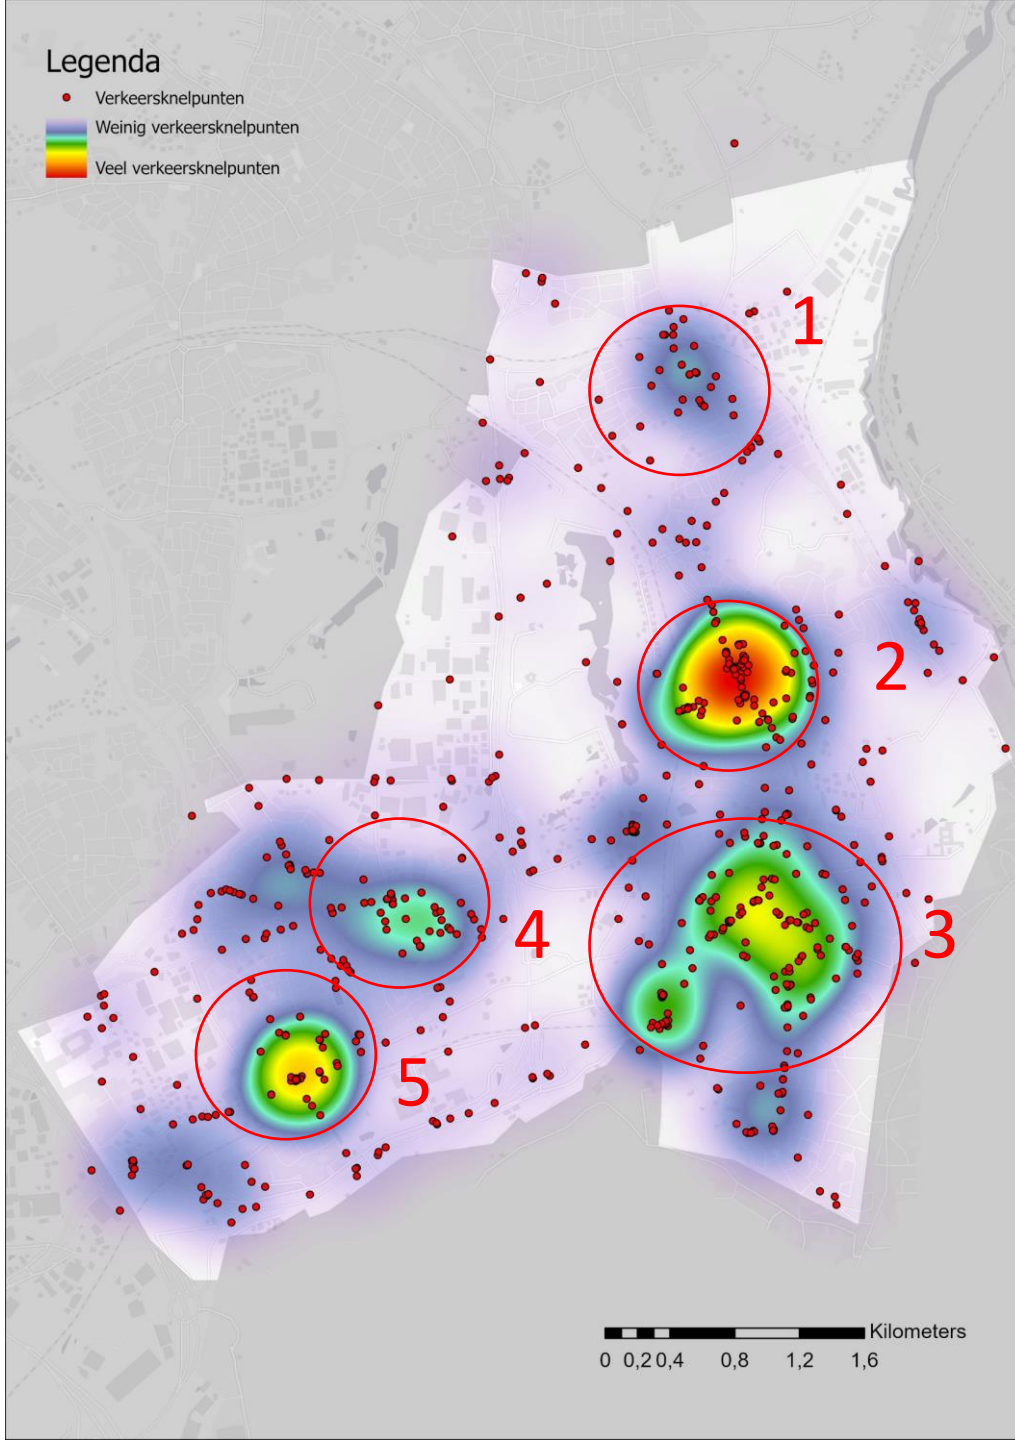 Legenda
Verkeersknelpunten
Weinig verkeersknelpunten
Veel verkeersknelpunten
1
2
3
4
5
Kilometers
0 0,2 0,4 0,8 1,2 1,6